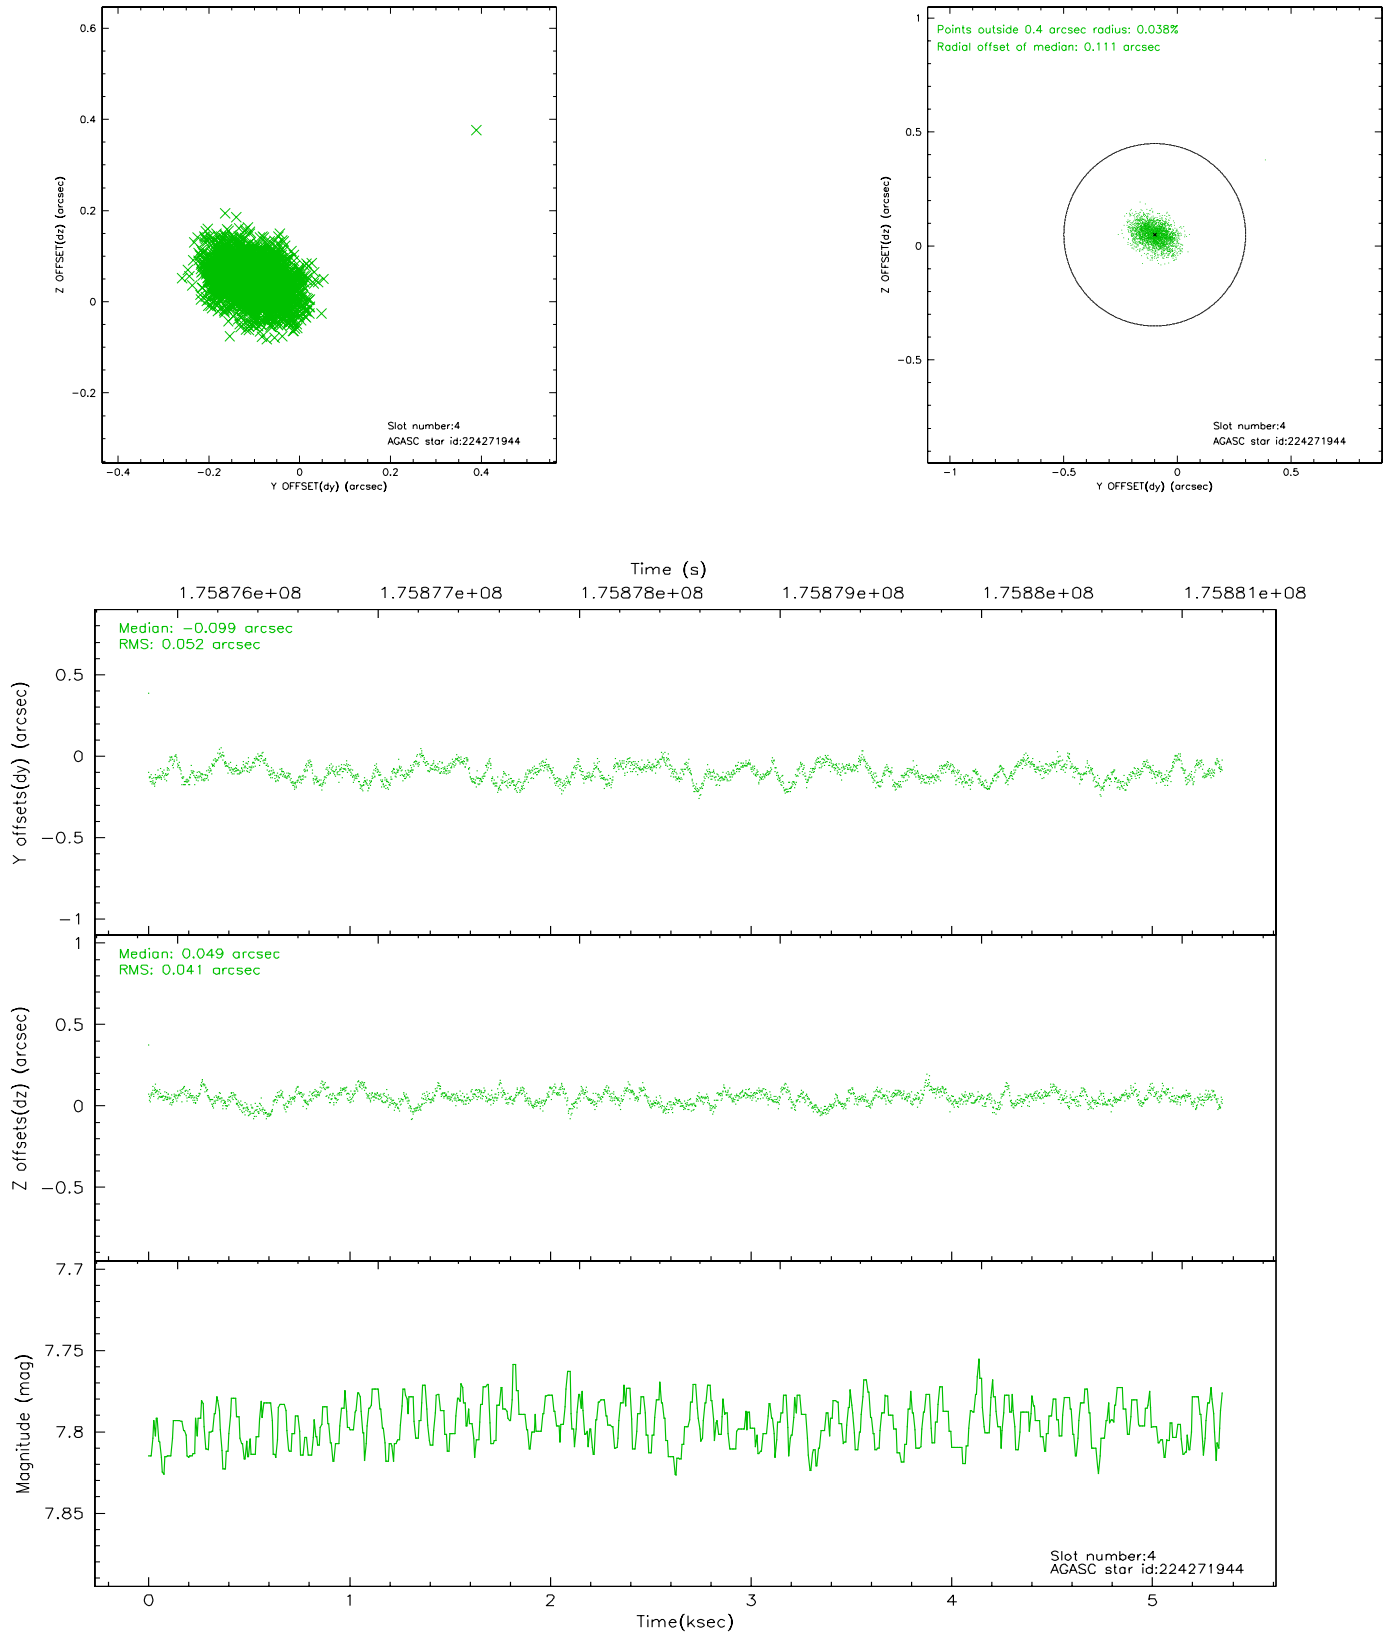 0.6
0.4
0.2
0
−0.2
Z OFFSET(dz) (arcsec)
Slot number:4
AGASC star id:224271944
−0.4 −0.2 0 0.2 0.4
Y OFFSET(dy) (arcsec)
Points outside 0.4 arcsec radius: 0.038%
Radial offset of median: 0.111 arcsec
1
0.5
0
−0.5
Z OFFSET(dz) (arcsec)
Slot number:4
AGASC star id:224271944
−1 −0.5 0 0.5
Y OFFSET(dy) (arcsec)
Time (s)
1.75876e+08 1.75877e+08 1.75878e+08 1.75879e+08 1.7588e+08 1.75881e+08
Median: −0.099 arcsec
RMS: 0.052 arcsec
0.5
0
−0.5
−1
Y offsets(dy) (arcsec)
Median: 0.049 arcsec
RMS: 0.041 arcsec
1
0.5
0
−0.5
Z offsets(dz) (arcsec)
7.7
7.75
7.8
7.85
Magnitude (mag)
Slot number:4
AGASC star id:224271944
0 1 2 3 4 5
Time(ksec)